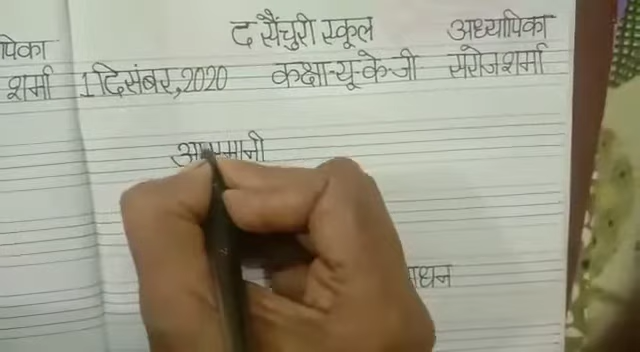 द सैंचुरी स्कूल अध्यापिका
पिका
शर्मा 1 दिसंबर,2020 कक्षा-यू-के-जी सरोज शर्मा